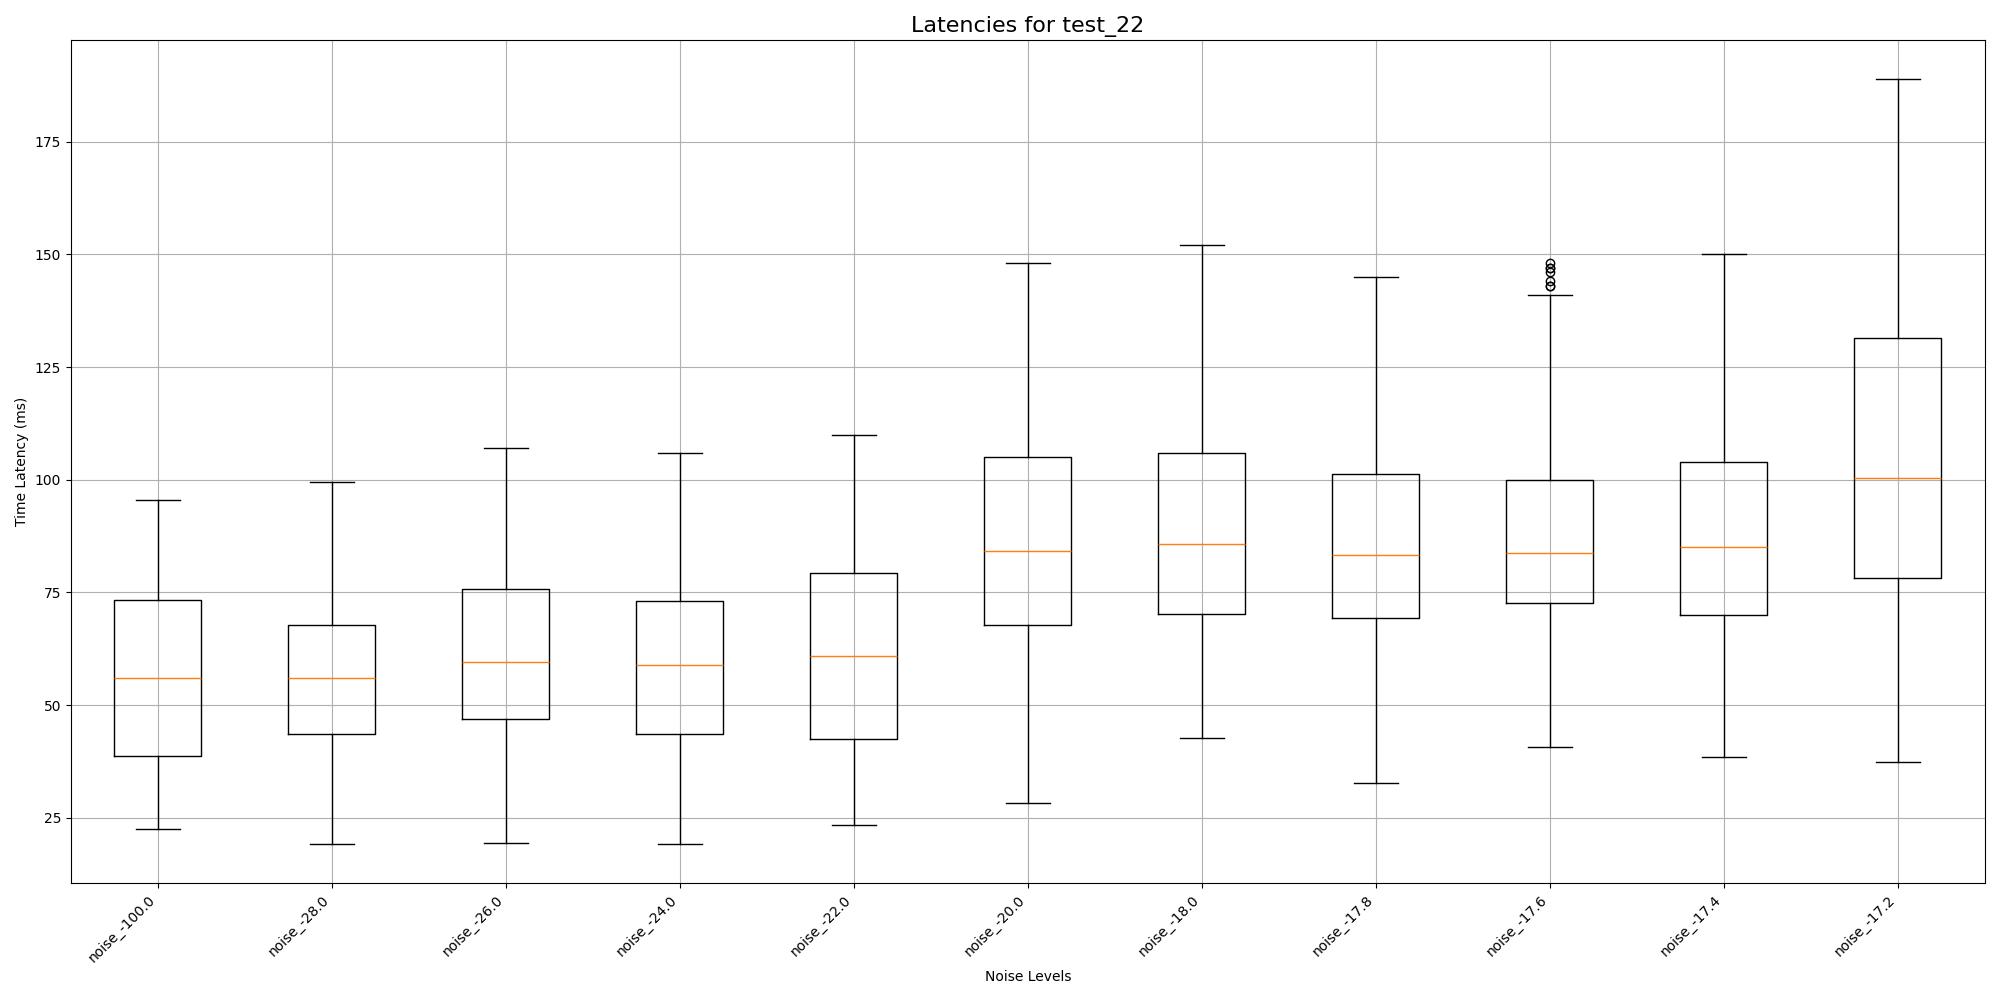 Latencies for test_22
Time Latency (ms)
175
150
125
100
75
50
25
noise_-100.0
noise_-28.0
noise_-26.0
noise_-24.0
noise_-22.0
noise_-20.0
noise_-18.0
noise_-17.8
noise_-17.6
noise_-17.4
noise_-17.2
Noise Levels